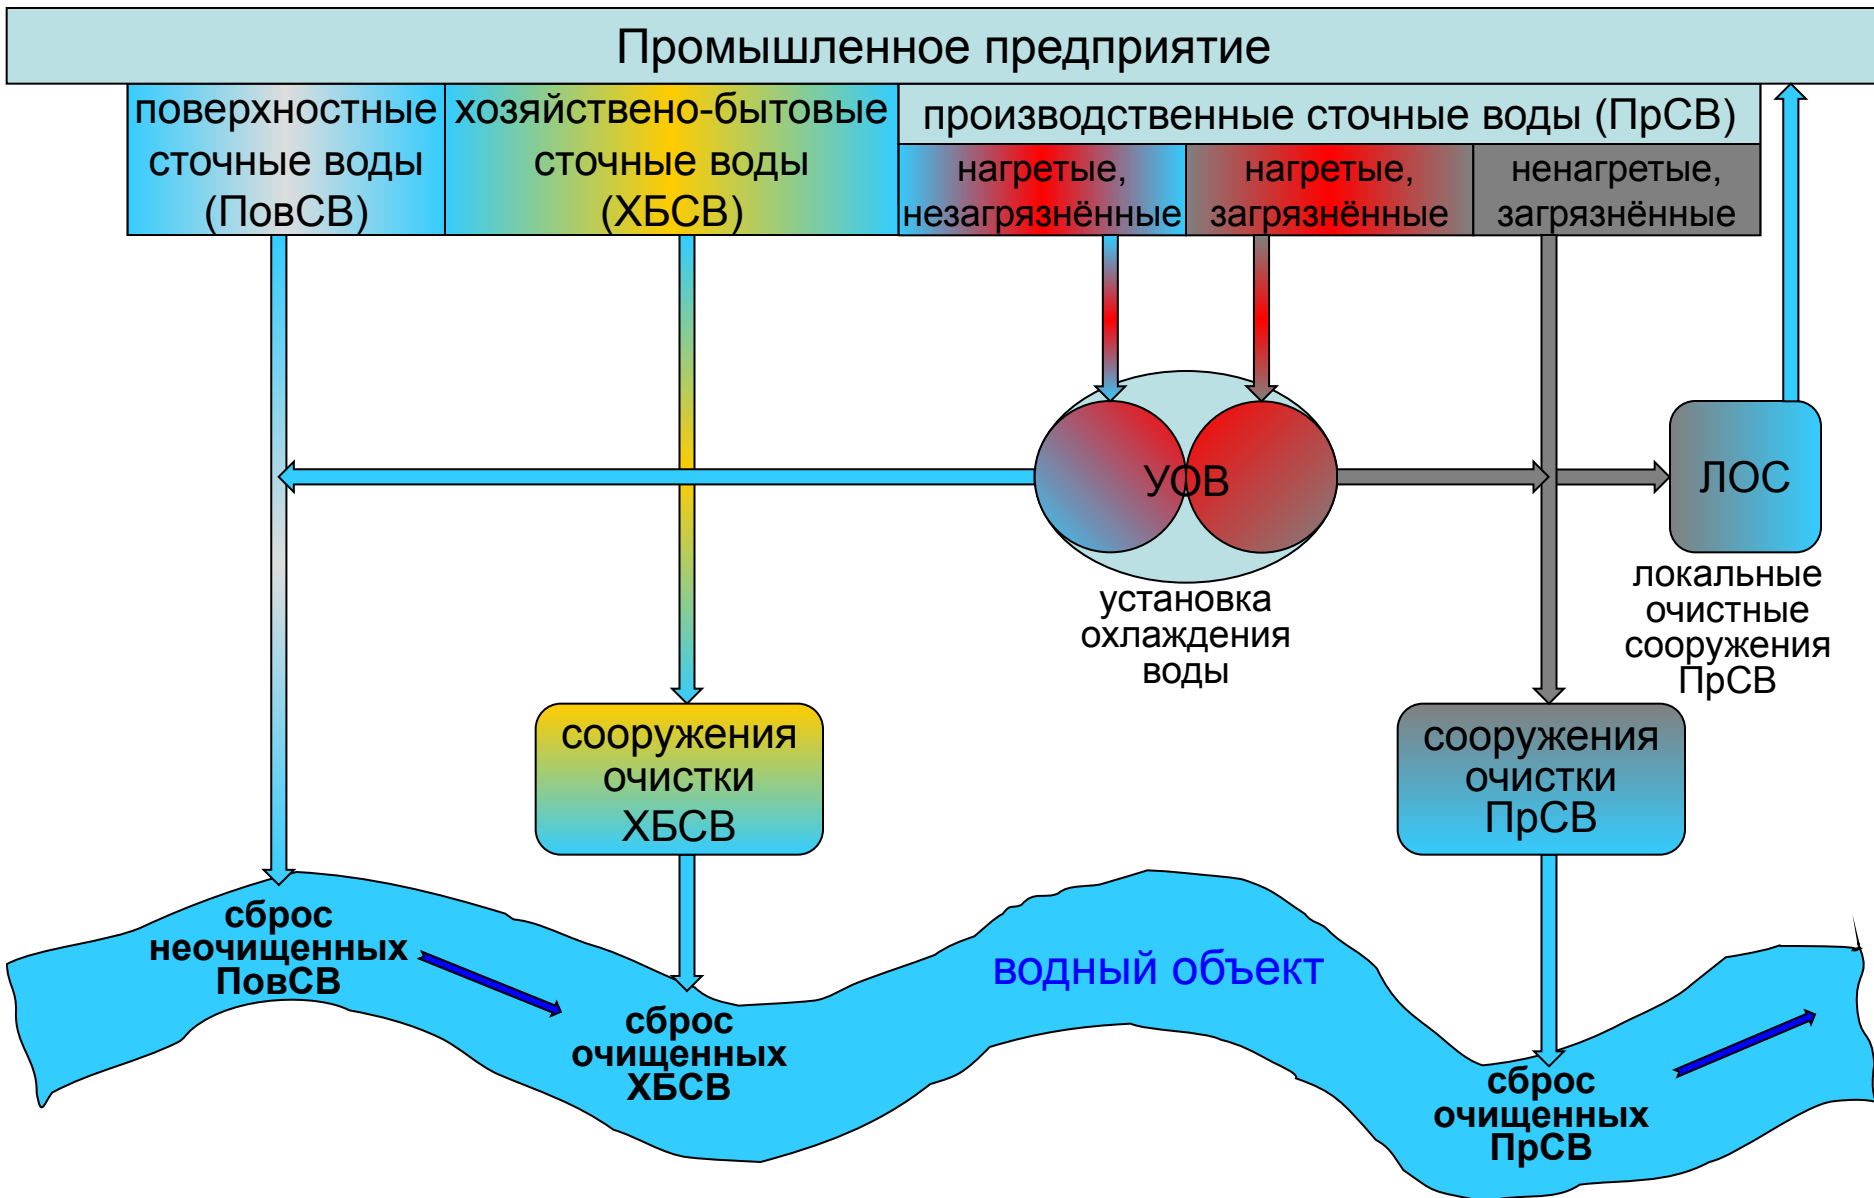 Промышленное предприятие
поверхностные
сточные воды
(ПовСВ)
хозяйствено-бытовые
сточные воды
(ХБСВ)
производственные сточные воды (ПрСВ)
нагретые,
незагрязнённые
нагретые,
загрязнённые
ненагретые,
загрязнённые
УОВ
ЛОС
установка
охлаждения
воды
локальные
очистные
сооружения
ПрСВ
сооружения
очистки
ХБСВ
сооружения
очистки
ПрСВ
сброс
неочищенных
ПовСВ
водный объект
сброс
очищенных
ХБСВ
сброс
очищенных
ПрСВ